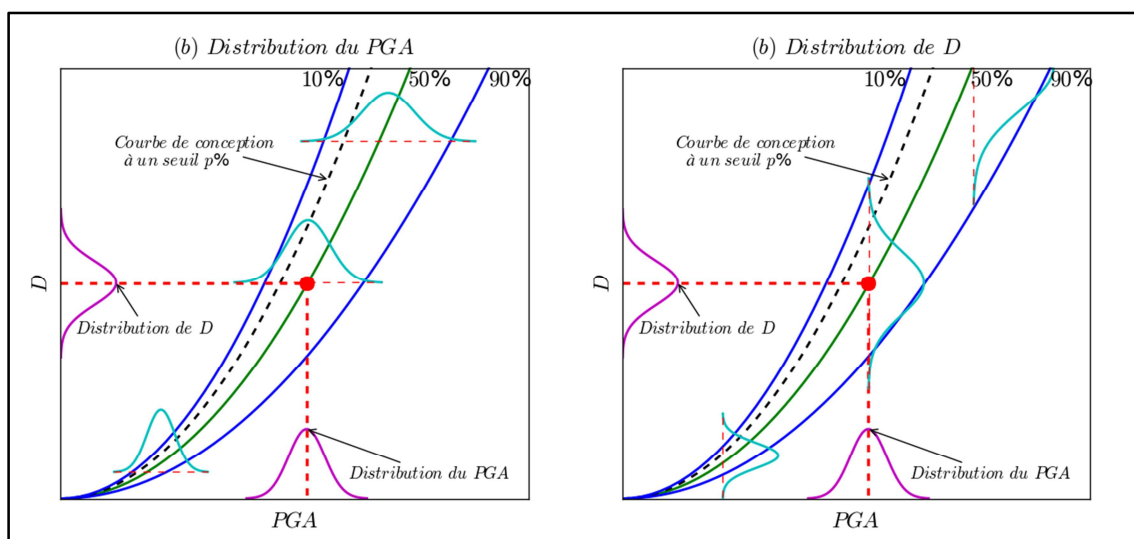 (b) Distribution du PGA
10% 50% 90%
Courbe de conception
à un seuil p%
D
Distribution de D
Distribution du PGA
PGA
(b) Distribution de D
10% 50% 90%
Courbe de conception
à un seuil p%
D
Distribution de D
Distribution du PGA
PGA